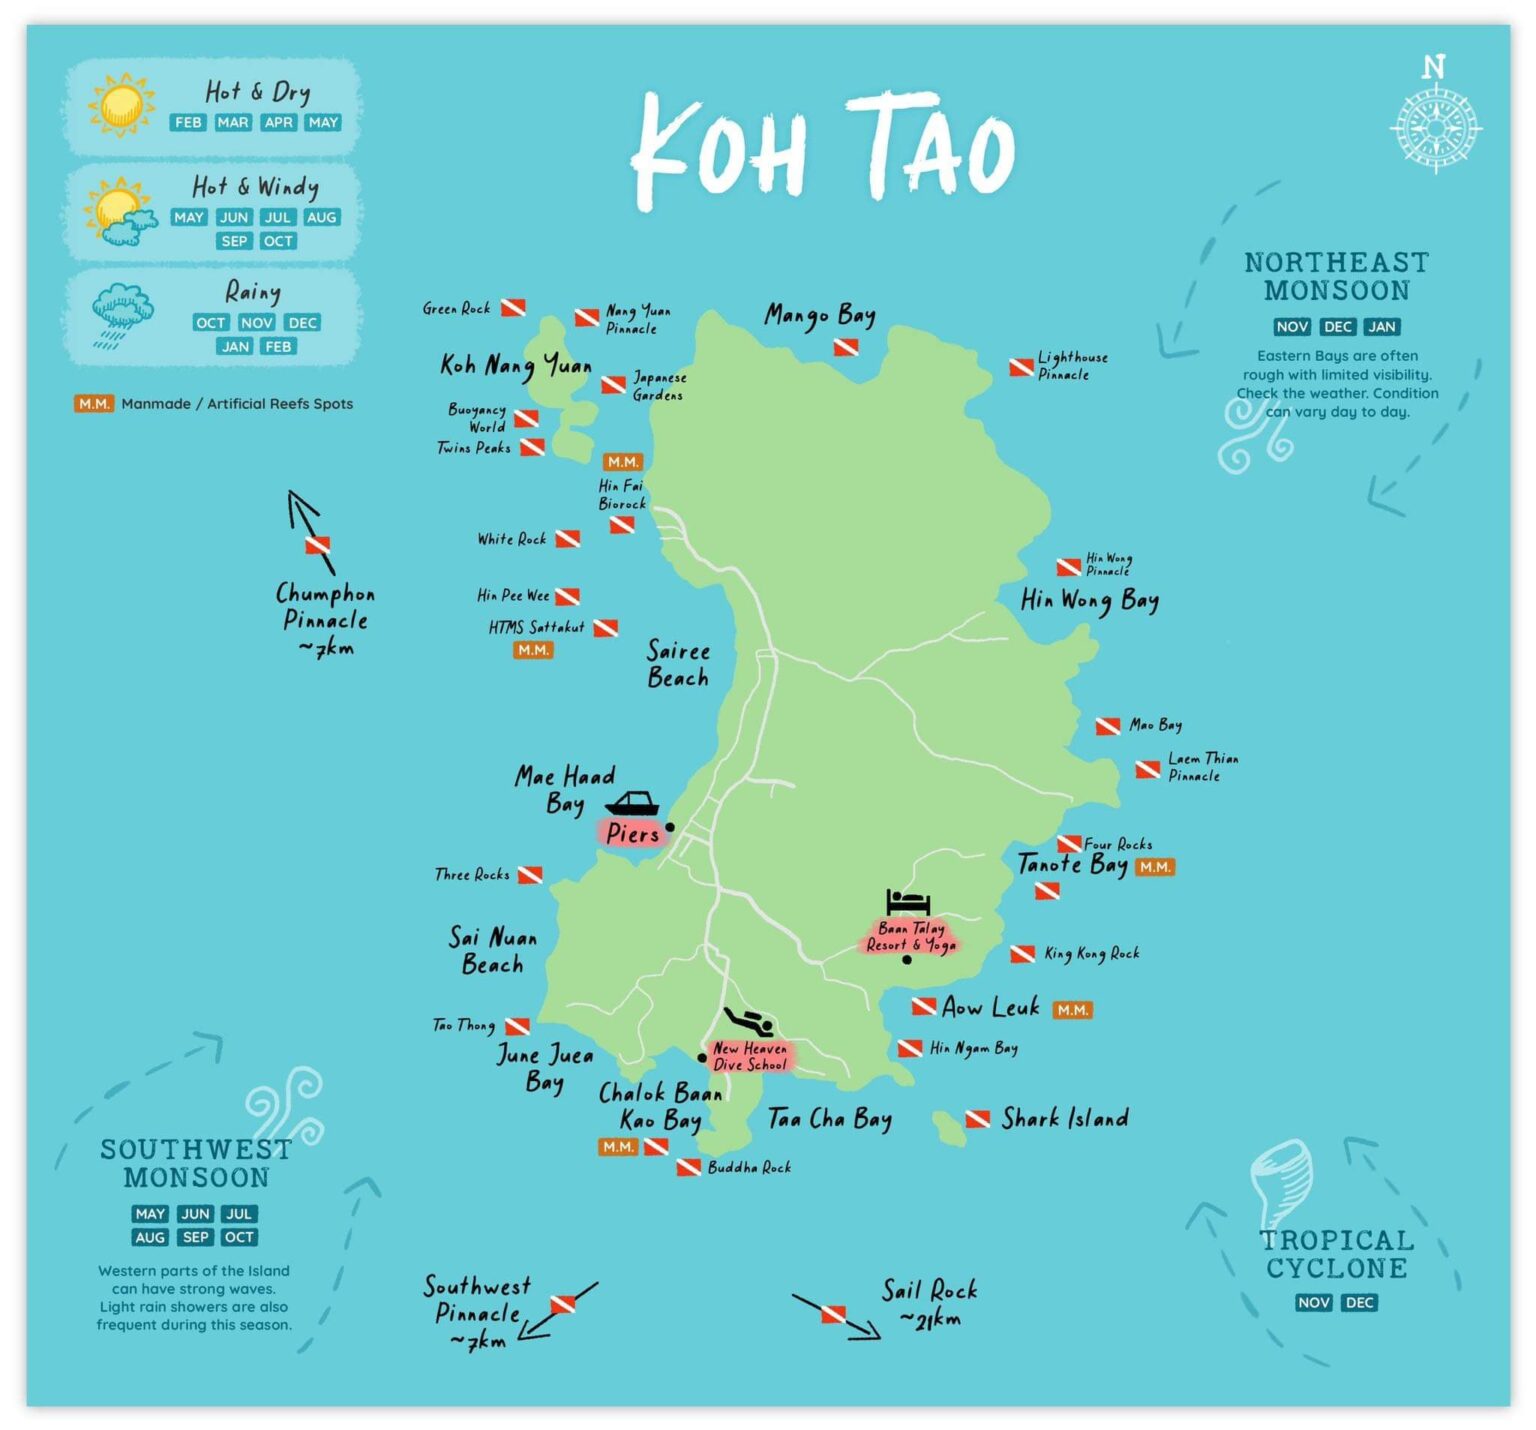 Hot & Dry
FEB MAR APR MAY
Hot & Windy
MAY JUN JUL AUG
SEP OCT
Rainy
OCT NOV DEC
JAN FEB
M.M. Manmade / Artificial Reefs Spots
KOH TAO
N
NORTHEAST
MONSOON
NOV DEC JAN
Eastern Bays are often
rough with limited visibility.
Check the weather. Condition
can vary day to day.
Green Rock
Nang Yuan
Pinnacle
Koh Nang Yuan
Japanese
Gardens
Buoyancy
World
Twins Peaks
M.M.
Hin Fai
Biorock
White Rock
Hin Pee Wee
HTMS Sattakut
M.M.
Mango Bay
Lighthouse
Pinnacle
Chumphon
Pinnacle
~7km
Sairee
Beach
Hin Wong
Pinnacle
Hin Wong Bay
Mao Bay
Laem Thian
Pinnacle
Mae Haad
Bay
Piers
Three Rocks
Four Rocks
Tanote Bay M.M.
Baan Talay
Resort & Yoga
King Kong Rock
Sai Nuan
Beach
Aow Leuk M.M.
Tao Thong
Hin Ngam Bay
June Juea
Bay
New Heaven
Dive School
Chalok Baan
Kao Bay
M.M.
Taa Cha Bay
Shark Island
Buddha Rock
SOUTHWEST
MONSOON
MAY JUN JUL
AUG SEP OCT
Western parts of the Island
can have strong waves.
Light rain showers are also
frequent during this season.
Southwest
Pinnacle
~7km
Sail Rock
~21km
TROPICAL
CYCLONE
NOV DEC